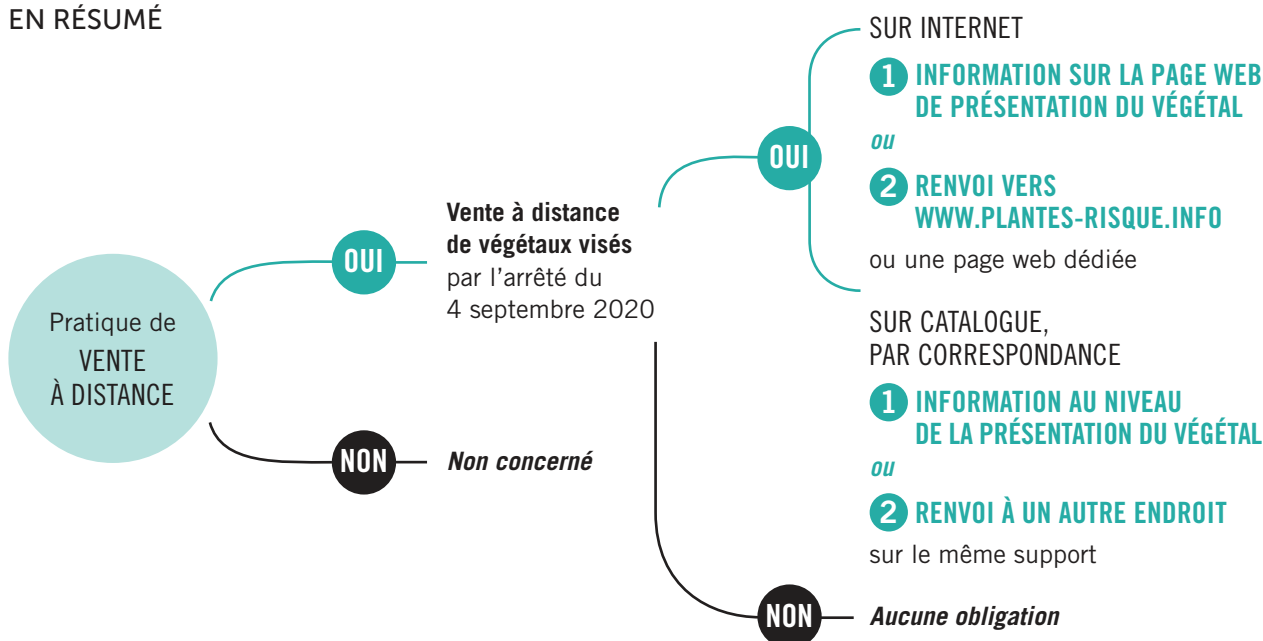 EN RÉSUMÉ
Pratique de
VENTE
À DISTANCE
OUI
Vente à distance
de végétaux visés
par l'arrêté du
4 septembre 2020
OUI
SUR INTERNET
1 INFORMATION SUR LA PAGE WEB
DE PRÉSENTATION DU VÉGÉTAL
ou
2 RENVOI VERS
WWW.PLANTES-RISQUE.INFO
ou une page web dédiée
SUR CATALOGUE,
PAR CORRESPONDANCE
1 INFORMATION AU NIVEAU
DE LA PRÉSENTATION DU VÉGÉTAL
ou
2 RENVOI À UN AUTRE ENDROIT
sur le même support
NON
Aucune obligation
NON
Non concerné